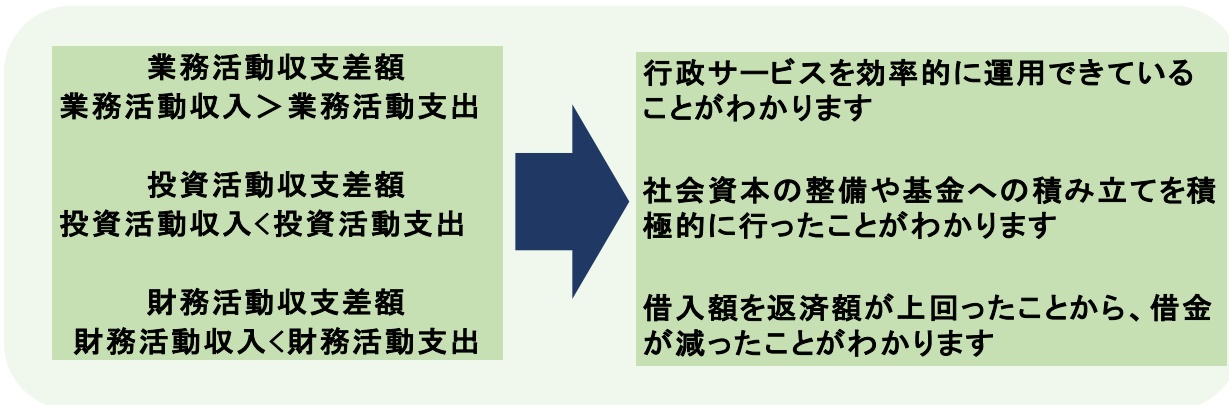 業務活動収支差額
業務活動収入＞業務活動支出
投資活動収支差額
投資活動収入<投資活動支出
財務活動収支差額
財務活動収入<財務活動支出
行政サービスを効率的に運用できている
ことがわかります
社会資本の整備や基金への積み立てを積
極的に行ったことがわかります
借入額を返済額が上回ったことから、借金
が減ったことがわかります